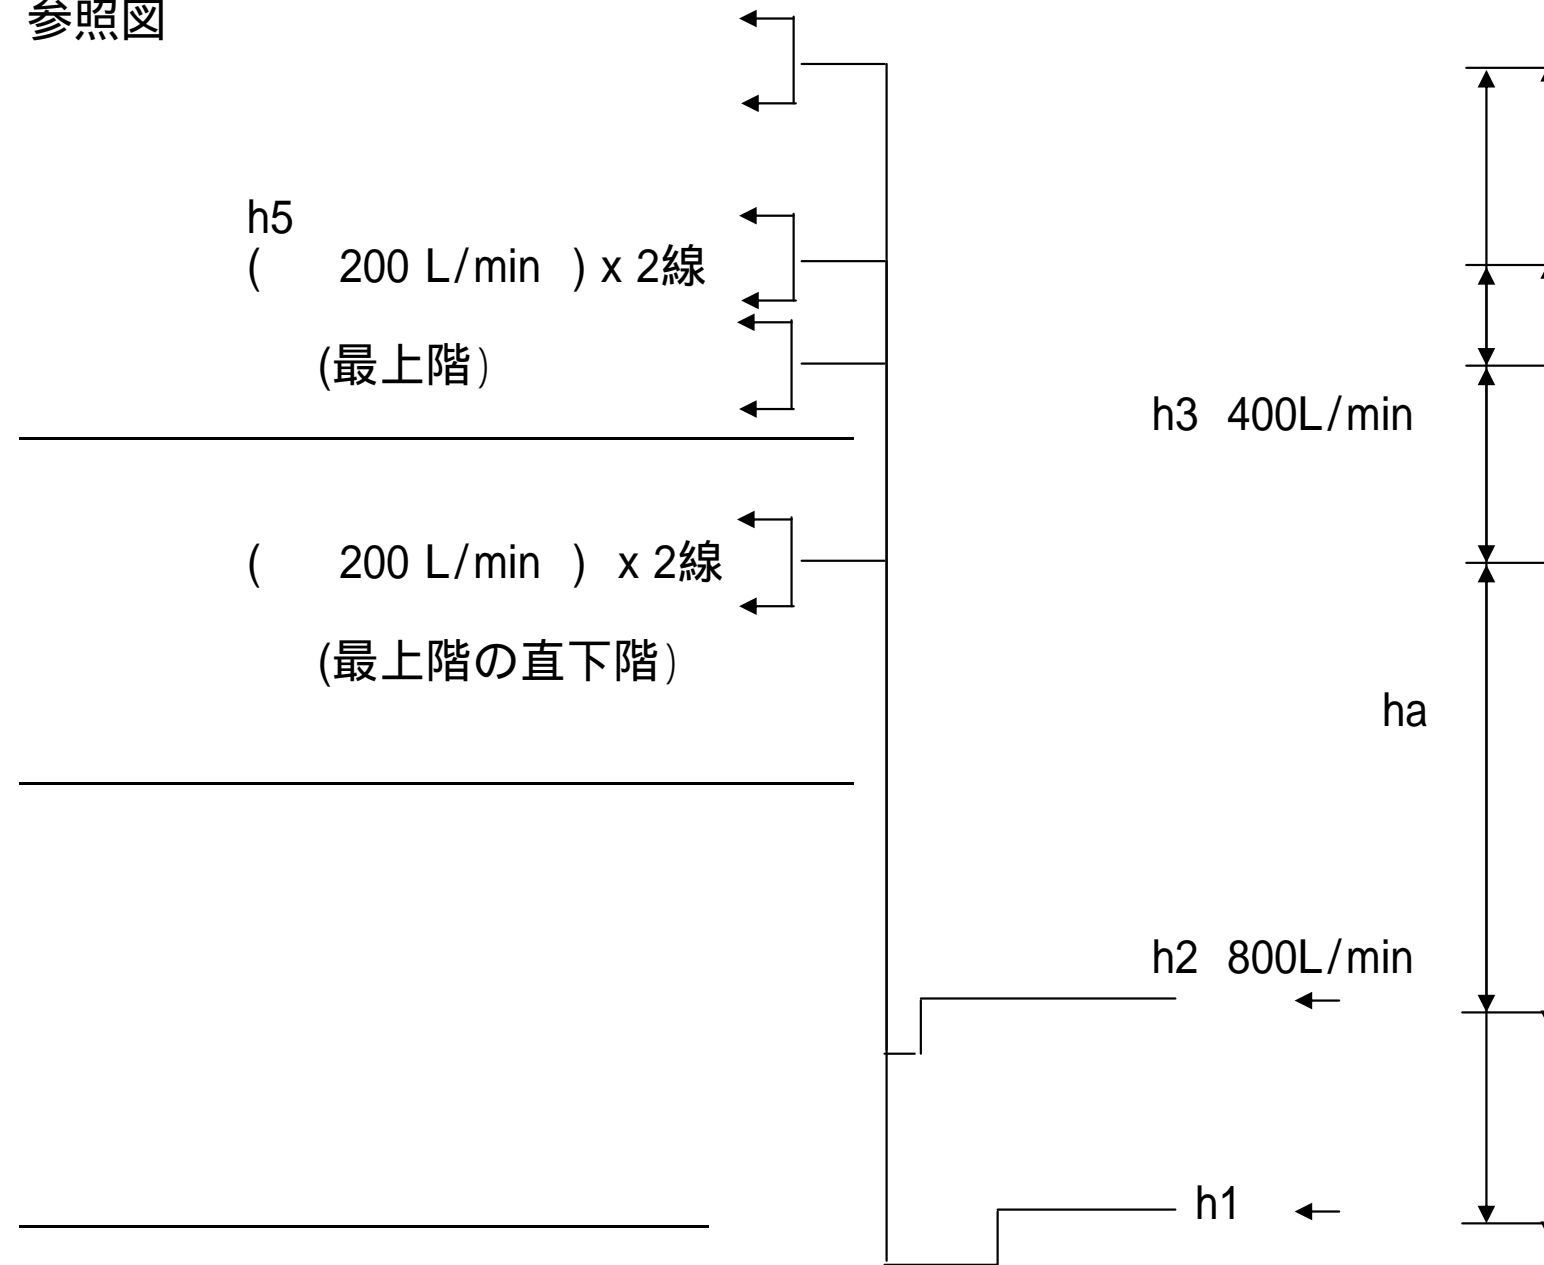 参照図
h5
( 200 L/min ) x 2線
(最上階)
h3 400L/min
( 200 L/min ) x 2線
(最上階の直下階)
ha
h2 800L/min
h1